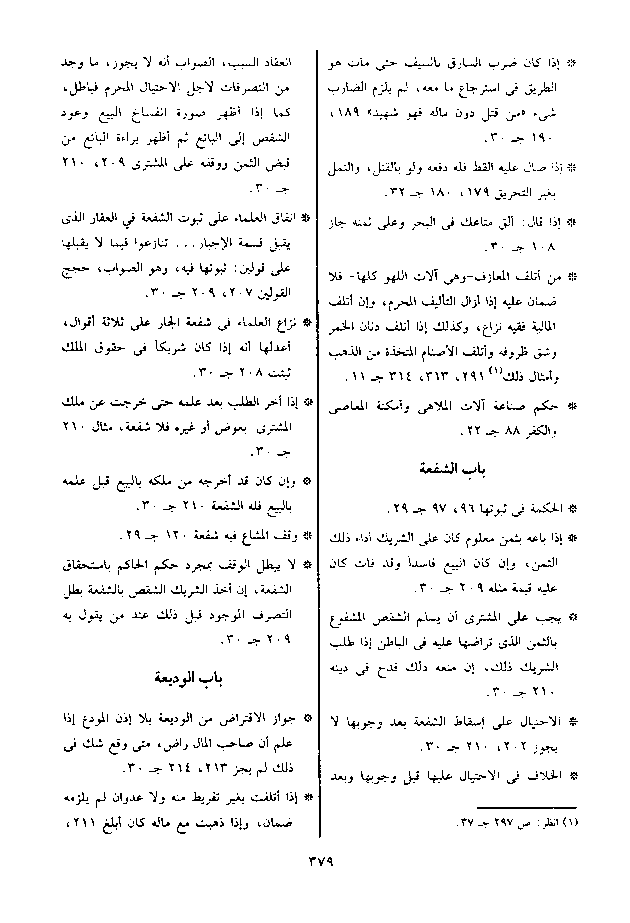 * إذا كان ضرب السارق بالسيف حتى مات هو
الطريق في استرجاع ما معه، لم يلزم الضارب
شيء «من قتل دون ماله فهو شهيد» ١٨٩،
١٩٠ جـ ٣٠.
* إذا صال عليه القط فله دفعه ولو بالقتل، والنمل
بغير التحريق ١٧٩، ١٨٠ جـ ٣٢.
* إذا قال: ألق متاعك في البحر وعلي ثمنه جاز
١٠٨ جـ ٣٠.
* من أتلف المعازف-وهي آلات اللهو كلها- فلا
ضمان عليه إذا أزال التأليف المحرم، وإن أتلف
المالية ففيه نزاع، وكذلك إذا أتلف دنان الخمر
وشق ظروفه وأتلف الأصنام المتخذة من الذهب
وأمثال ذلك(١) ٢٩١، ٣١٣، ٣١٤ جـ ١١.
* حكم صناعة آلات الملاهي وأمكنة المعاصي
والكفر ٨٨ جـ ٢٢.
باب الشفعة
* الحكمة في ثبوتها ٩٦، ٩٧ جـ ٢٩.
* إذا باعه بثمن معلوم كان على الشريك أداء ذلك
الثمن، وإن كان البيع فاسداً وقد فات كان
عليه قيمة مثله ٢٠٩ جـ ٣٠.
* يجب على المشتري أن يسلم الشقص المشفوع
بالثمن الذي تراضها عليه في الباطن إذا طلب
الشريك ذلك، إن منعه ذلك قدح في دينه
٢١٠ جـ ٣٠.
* الاحتيال على إسقاط الشفعة بعد وجوبها لا
يجوز ٢٠٢، ٢١٠ جـ ٣٠.
* الخلاف في الاحتيال عليها قبل وجوبها وبعد
(١) انظر: ص ٢٩٧ جـ ٣٧.
انعقاد السبب، الصواب أنه لا يجوز، ما وجد
من التصرفات لأجل الاحتيال المحرم فباطل،
كما إذا أظهر صورة انفساخ البيع وعود
الشقص إلى البائع ثم أظهر براءة البائع من
قبض الثمن ووقفه على المشتري ٢٠٩، ٢١٠
جـ ٣٠.
* اتفاق العلماء على ثبوت الشفعة في العقار الذي
يقبل قسمة الإجبار... تنازعوا فيما لا يقبلها
على قولين: ثبوتها فيه، وهو الصواب، حجج
القولين ٢٠٧، ٢٠٩ جـ ٣٠.
* نزاع العلماء في شفعة الجار على ثلاثة أقوال،
أعدلها أنه إذا كان شريكاً في حقوق الملك
ثبتت ٢٠٨ جـ ٣٠.
* إذا أخر الطلب بعد علمه حتى خرجت عن ملك
المشتري بعوض أو غيره فلا شفعة، مثال ٢١٠
جـ ٣٠.
* وإن كان قد أخرجه من ملكه بالبيع قبل علمه
بالبيع فله الشفعة ٢١٠ جـ ٣٠.
* وقف المشاع فيه شفعة ١٢٠ جـ ٢٩.
* لا يبطل الوقف بمجرد حكم الحاكم باستحقاق
الشفعة، إن أخذ الشريك الشقص بالشفعة بطل
التصرف الموجود قبل ذلك عند من يقول به
٢٠٩ جـ ٣٠.
باب الوديعة
* جواز الاقتراض من الوديعة بلا إذن المودع إذا
علم أن صاحب المال راض، متى وقع شك في
ذلك لم يجز ٢١٣، ٢١٤ جـ ٣٠.
* إذا أتلفت بغير تفريط منه ولا عدوان لم يلزمه
ضمان، وإذا ذهبت مع ماله كان أبلغ ٢١١،
٣٧٩